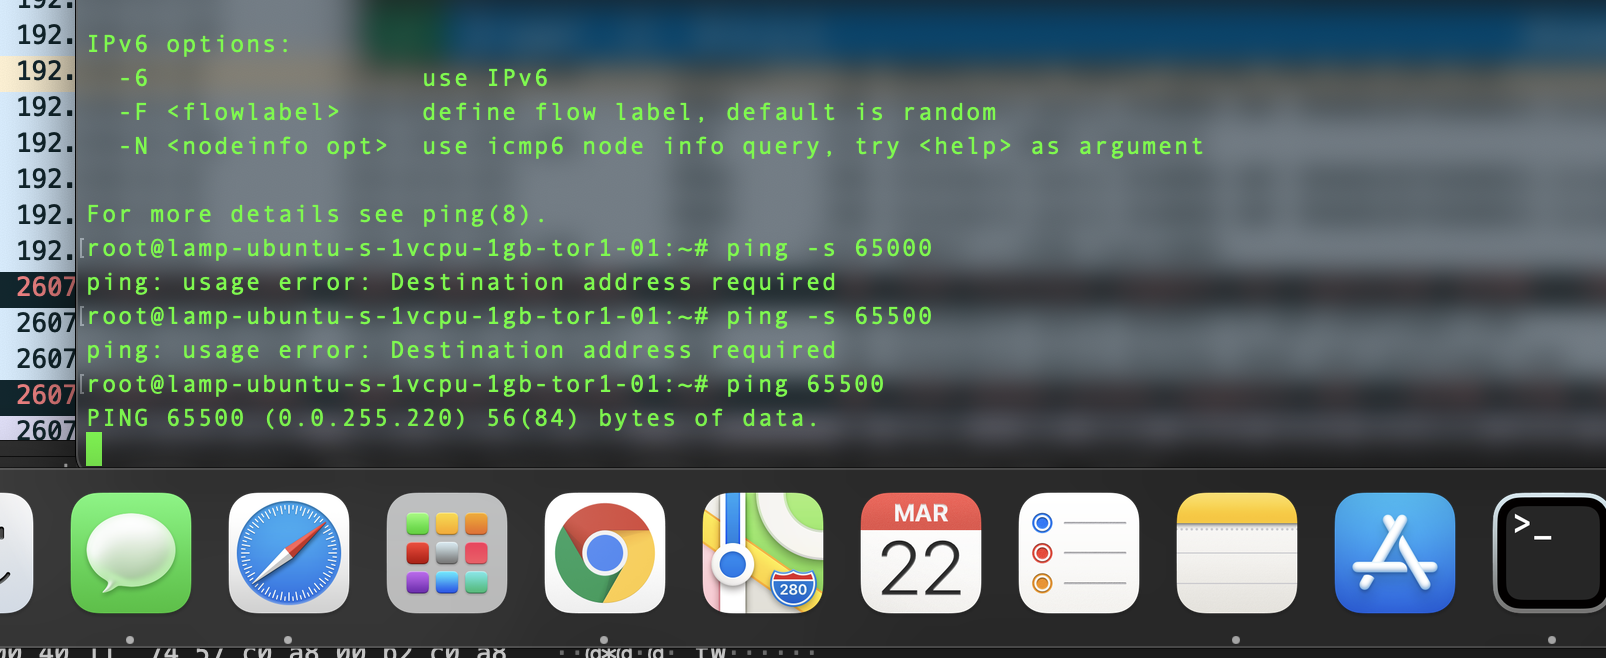 192.
192.
192.
192.
192.
192.
192.
192.
2607
2607
2607
2607
2607
IPv6 options:
-6 use IPv6
-F <flowlabel> define flow label, default is random
-N <nodeinfo opt> use icmp6 node info query, try <help> as argument
For more details see ping(8).
[root@lamp-ubuntu-s-1vcpu-1gb-tor1-01:~# ping -s 65000
ping: usage error: Destination address required
[root@lamp-ubuntu-s-1vcpu-1gb-tor1-01:~# ping -s 65500
ping: usage error: Destination address required
[root@lamp-ubuntu-s-1vcpu-1gb-tor1-01:~# ping 65500
PING 65500 (0.0.255.220) 56(84) bytes of data.
280
MAR
22
>_